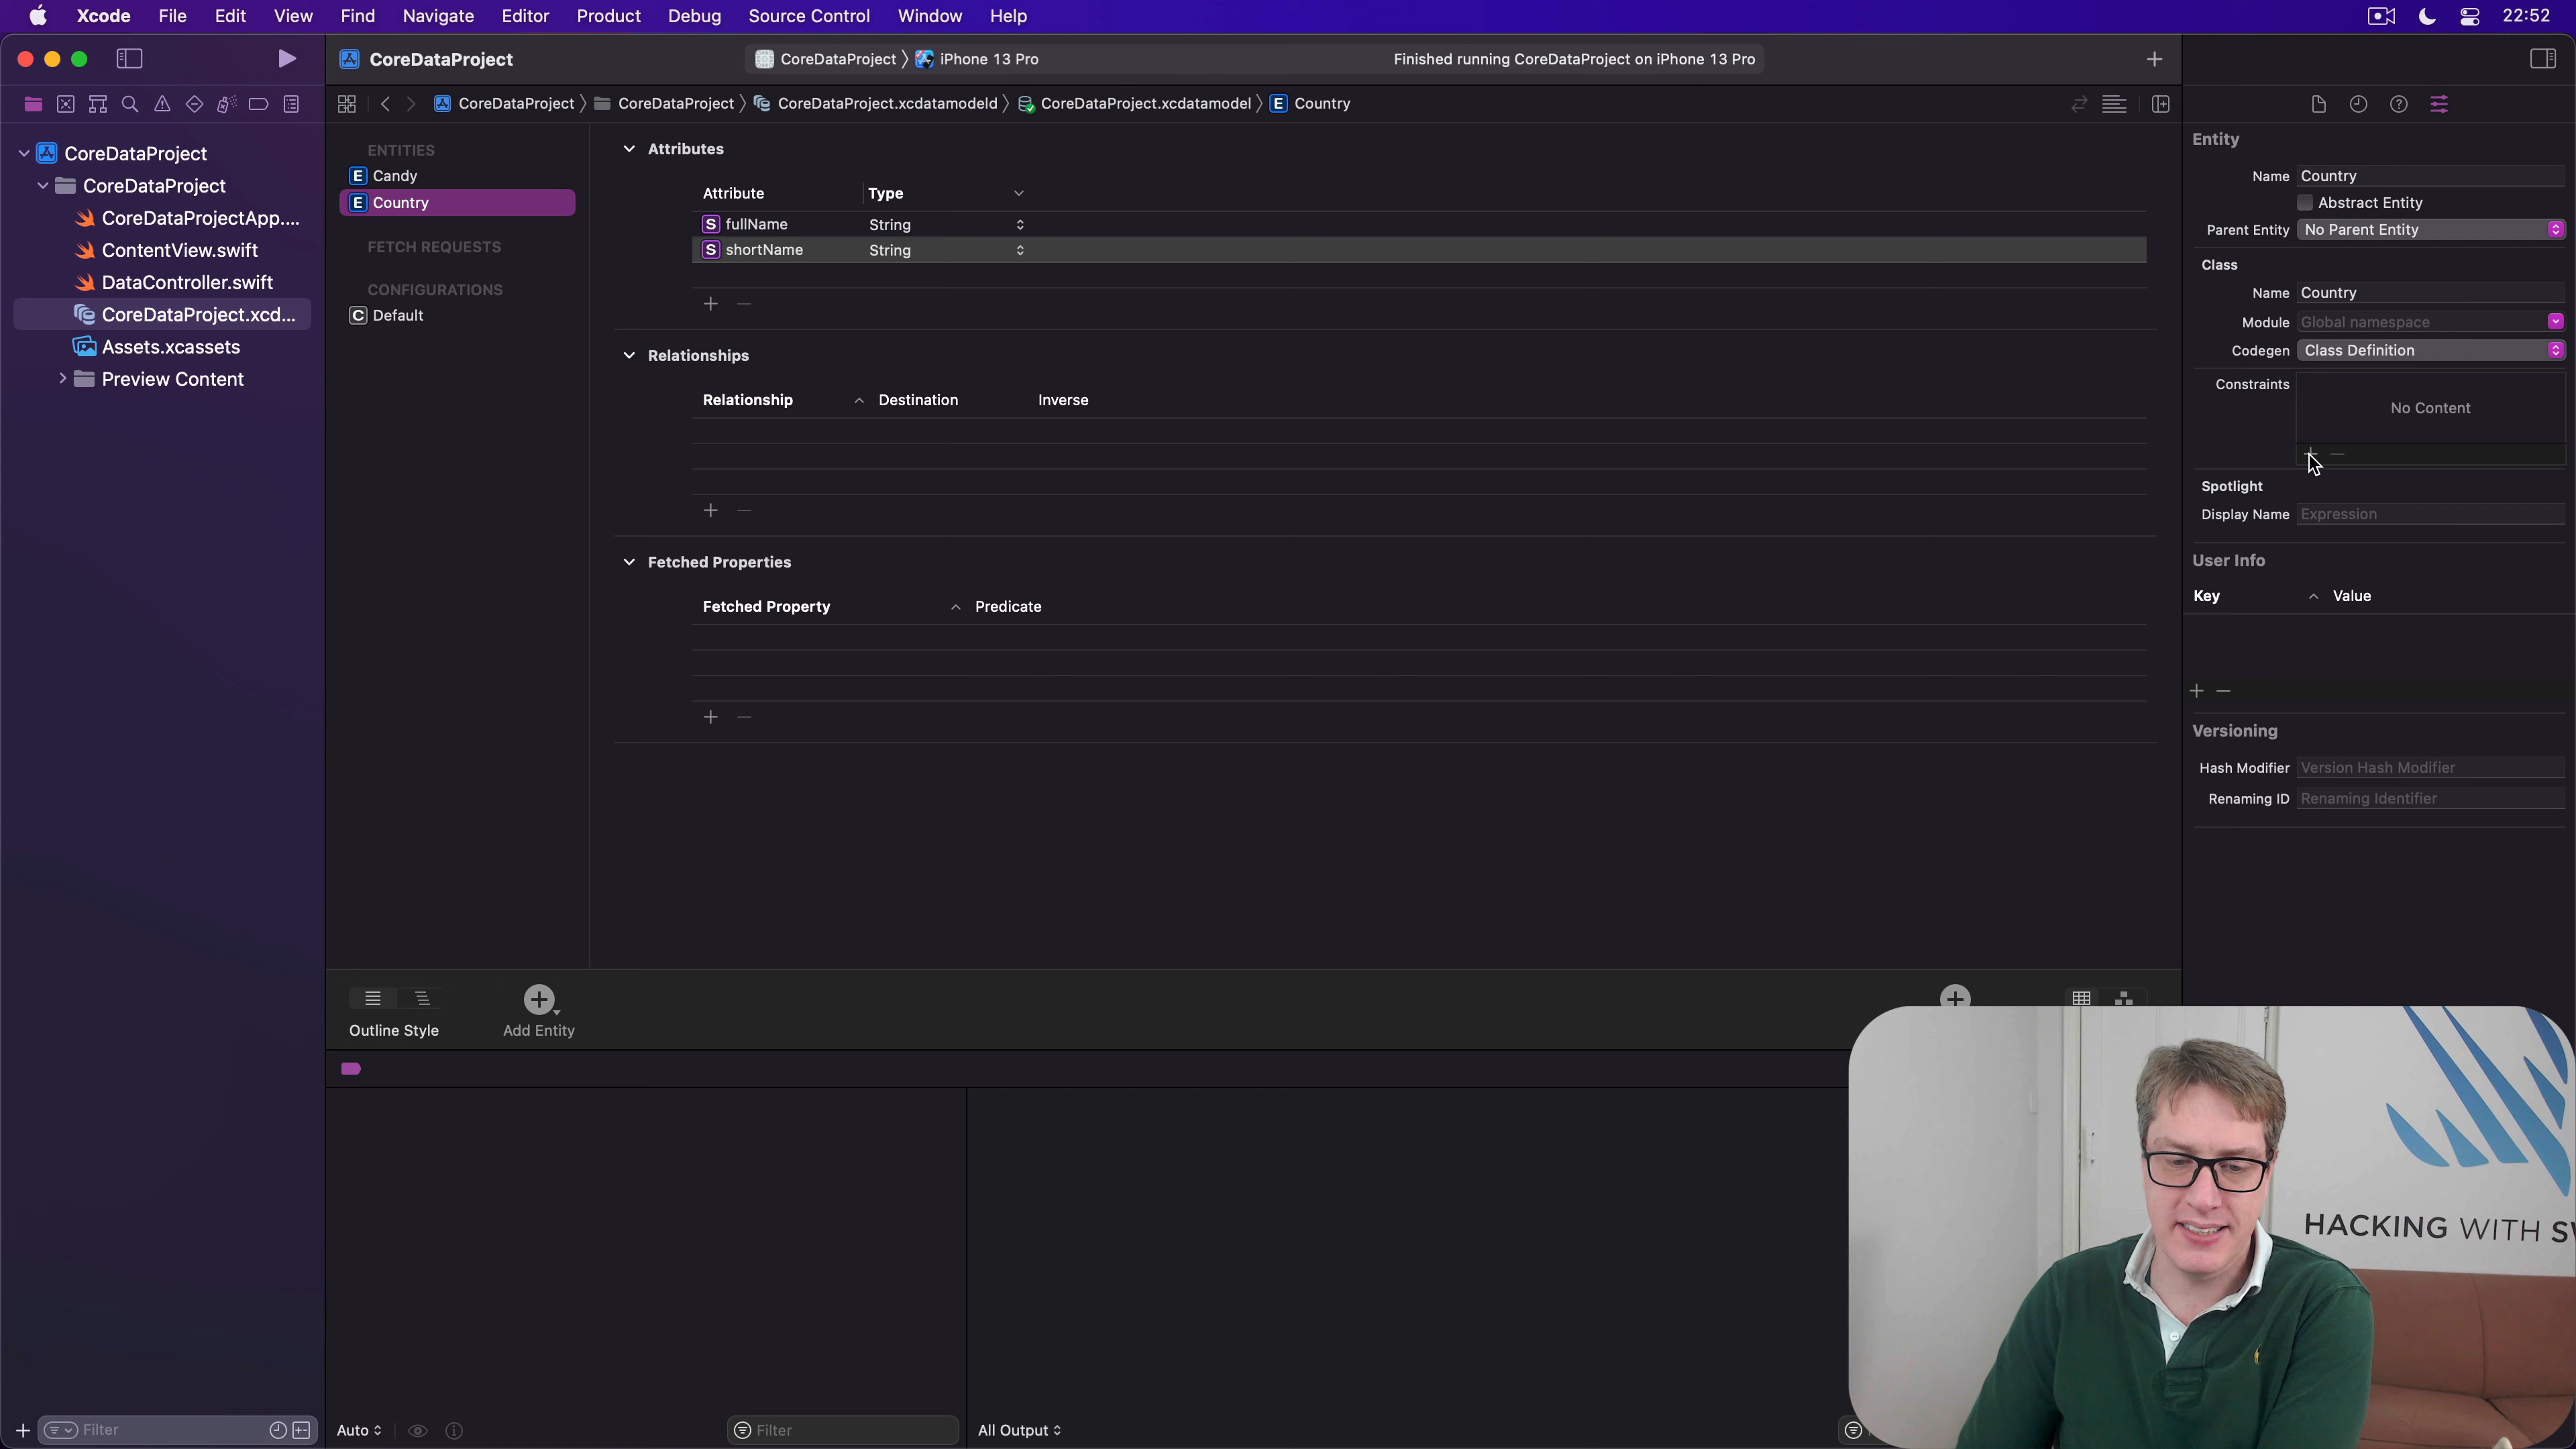 Xcode File Edit View Find Navigate Editor Product Debug Source Control Window Help 22:52
CoreDataProject CoreDataProject iPhone 13 Pro Finished running CoreDataProject on iPhone 13 Pro
CoreDataProject CoreDataProject CoreDataProject.xcdatamodeld CoreDataProject.xcdatamodel E Country
CoreDataProject
CoreDataProject
CoreDataProjectApp....
ContentView.swift
DataController.swift
CoreDataProject.xcd...
Assets.xcassets
Preview Content
Filter
ENTITIES
E Candy
E Country
FETCH REQUESTS
CONFIGURATIONS
C Default
Attributes
Attribute Type
S fullName String
S shortName String
Relationships
Relationship Destination Inverse
Fetched Properties
Fetched Property Predicate
Outline Style Add Entity
Auto Filter All Output
Entity
Name Country
Abstract Entity
Parent Entity No Parent Entity
Class
Name Country
Module Global namespace
Codegen Class Definition
Constraints No Content
Spotlight
Display Name Expression
User Info
Key Value
Versioning
Hash Modifier Version Hash Modifier
Renaming ID Renaming Identifier
HACKING WITH SW